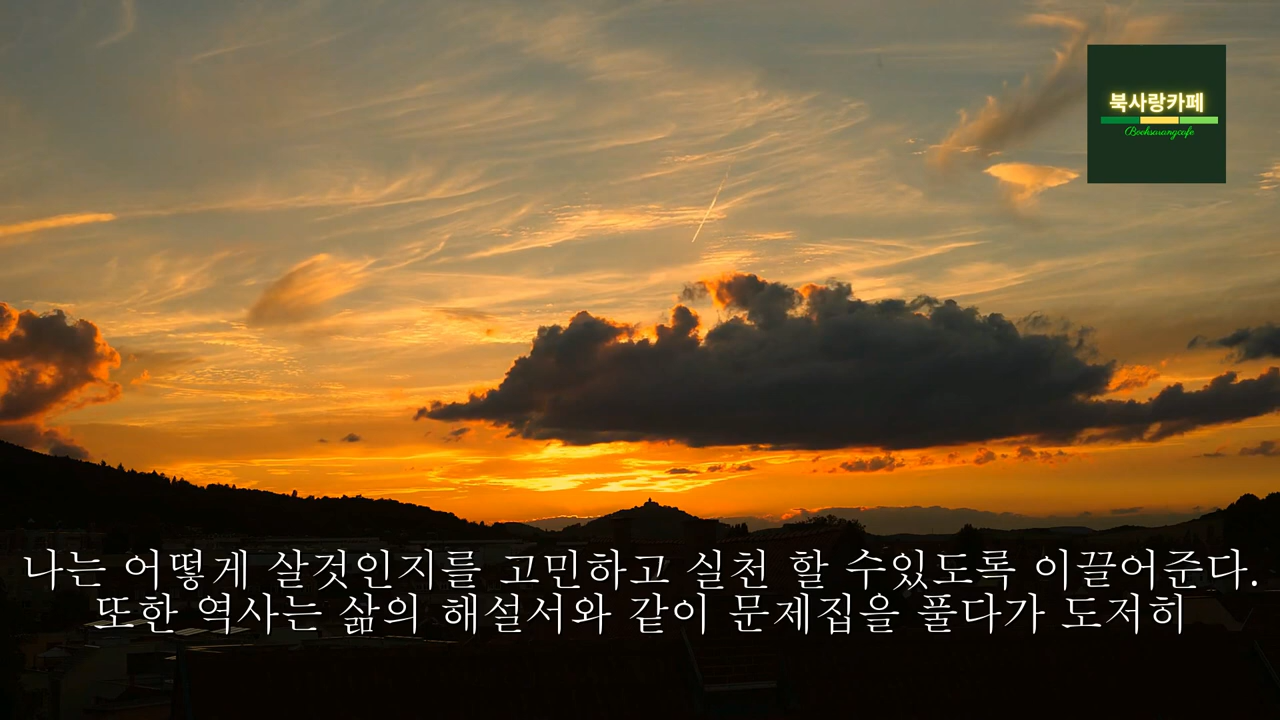 북사랑카페
Booksarangcafe
나는 어떻게 살것인지를 고민하고 실천 할 수있도록 이끌어준다.
또한 역사는 삶의 해설서와 같이 문제집을 풀다가 도저히